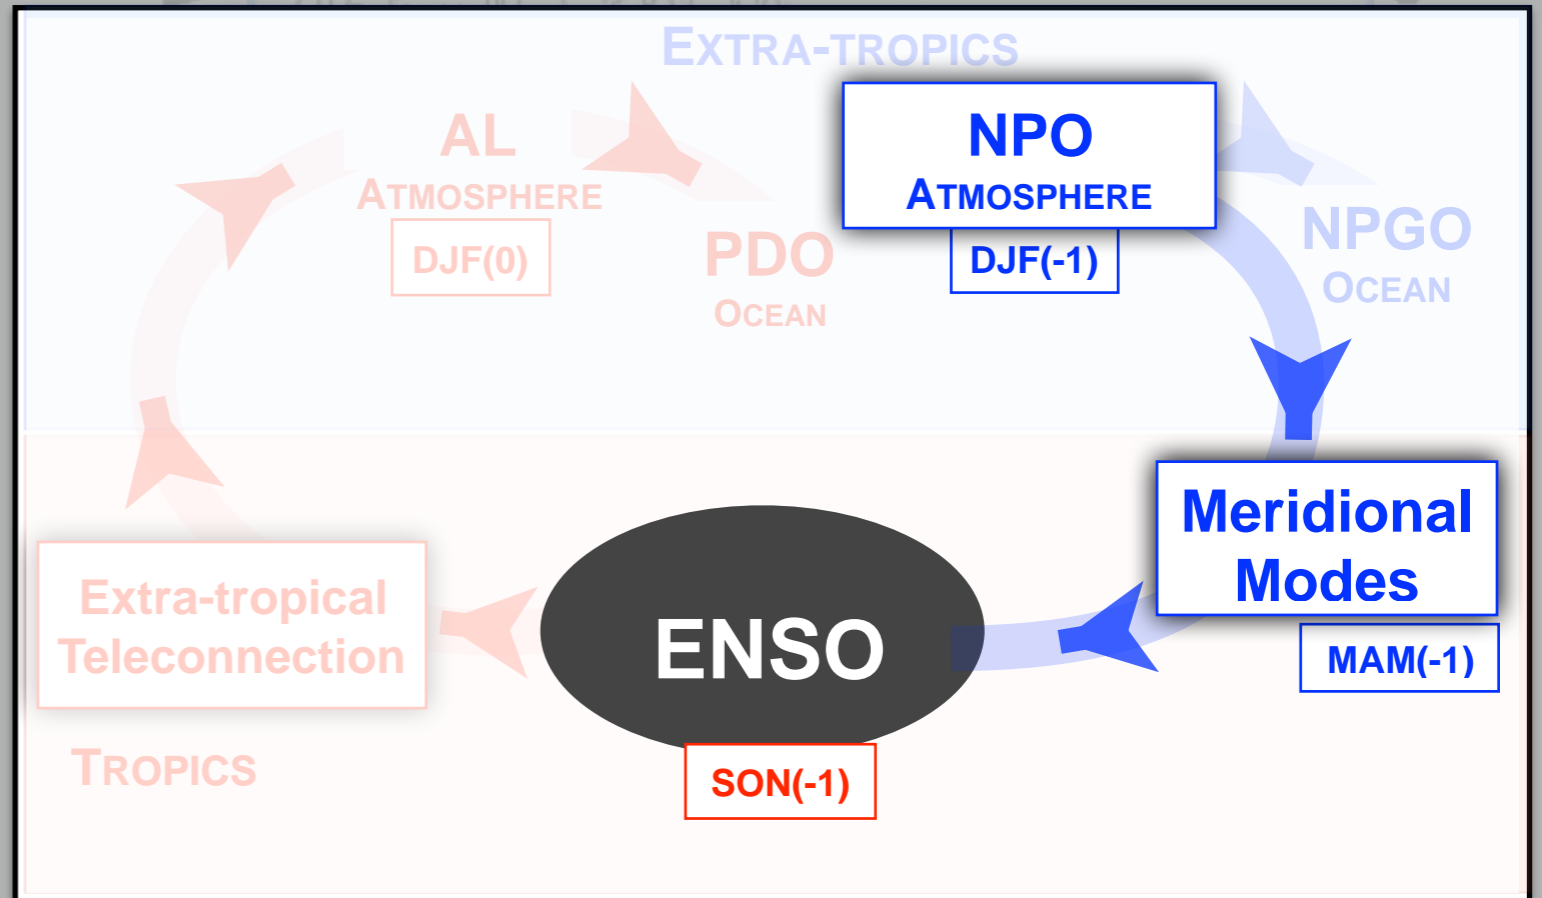 EXTRA-TROPICS
AL
ATMOSPHERE
DJF(0)
PDO
OCEAN
NPO
ATMOSPHERE
DJF(-1)
NPGO
OCEAN
Meridional
Modes
MAM(-1)
ENSO
SON(-1)
Extra-tropical
Teleconnection
TROPICS